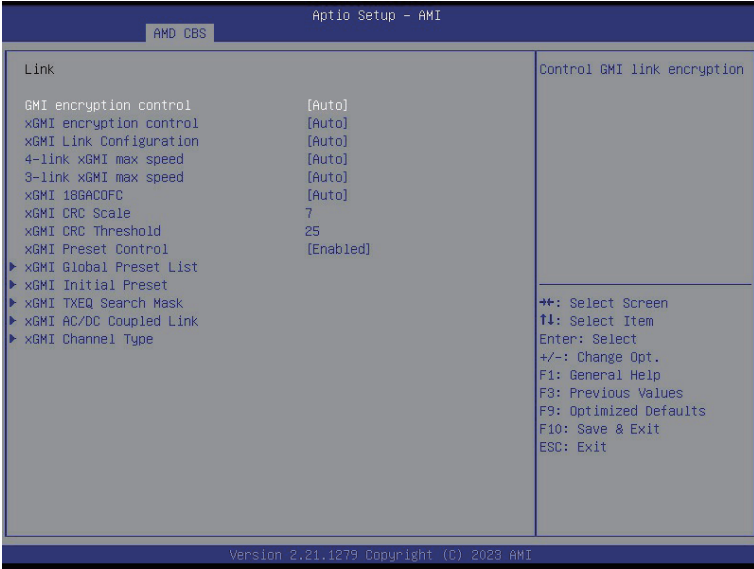 Aptio Setup – AMI
AMD CBS
Link
GMI encryption control [Auto]
xGMI encryption control [Auto]
xGMI Link Configuration [Auto]
4-link xGMI max speed [Auto]
3-link xGMI max speed [Auto]
xGMI 18GACOFC [Auto]
xGMI CRC Scale 7
xGMI CRC Threshold 25
xGMI Preset Control [Enabled]
xGMI Global Preset List
xGMI Initial Preset
xGMI TXEQ Search Mask
xGMI AC/DC Coupled Link
xGMI Channel Type
Control GMI link encryption
→←: Select Screen
↑↓: Select Item
Enter: Select
+/-: Change Opt.
F1: General Help
F3: Previous Values
F9: Optimized Defaults
F10: Save & Exit
ESC: Exit
Version 2.21.1279 Copyright (C) 2023 AMI